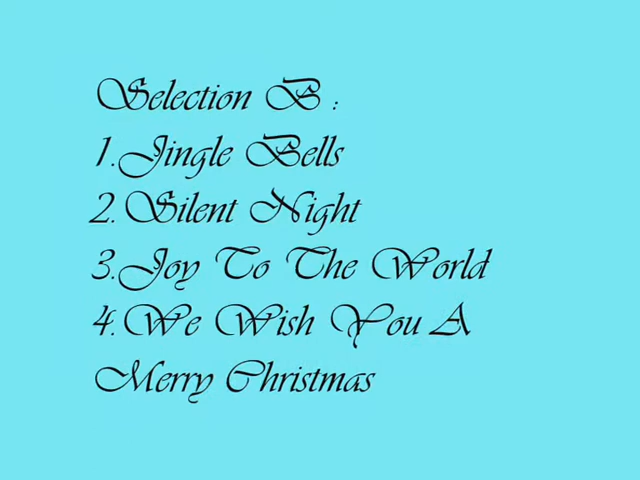 Selection B :
1.Jingle Bells
2.Silent Night
3.Joy To The World
4.We Wish You A
Merry Christmas